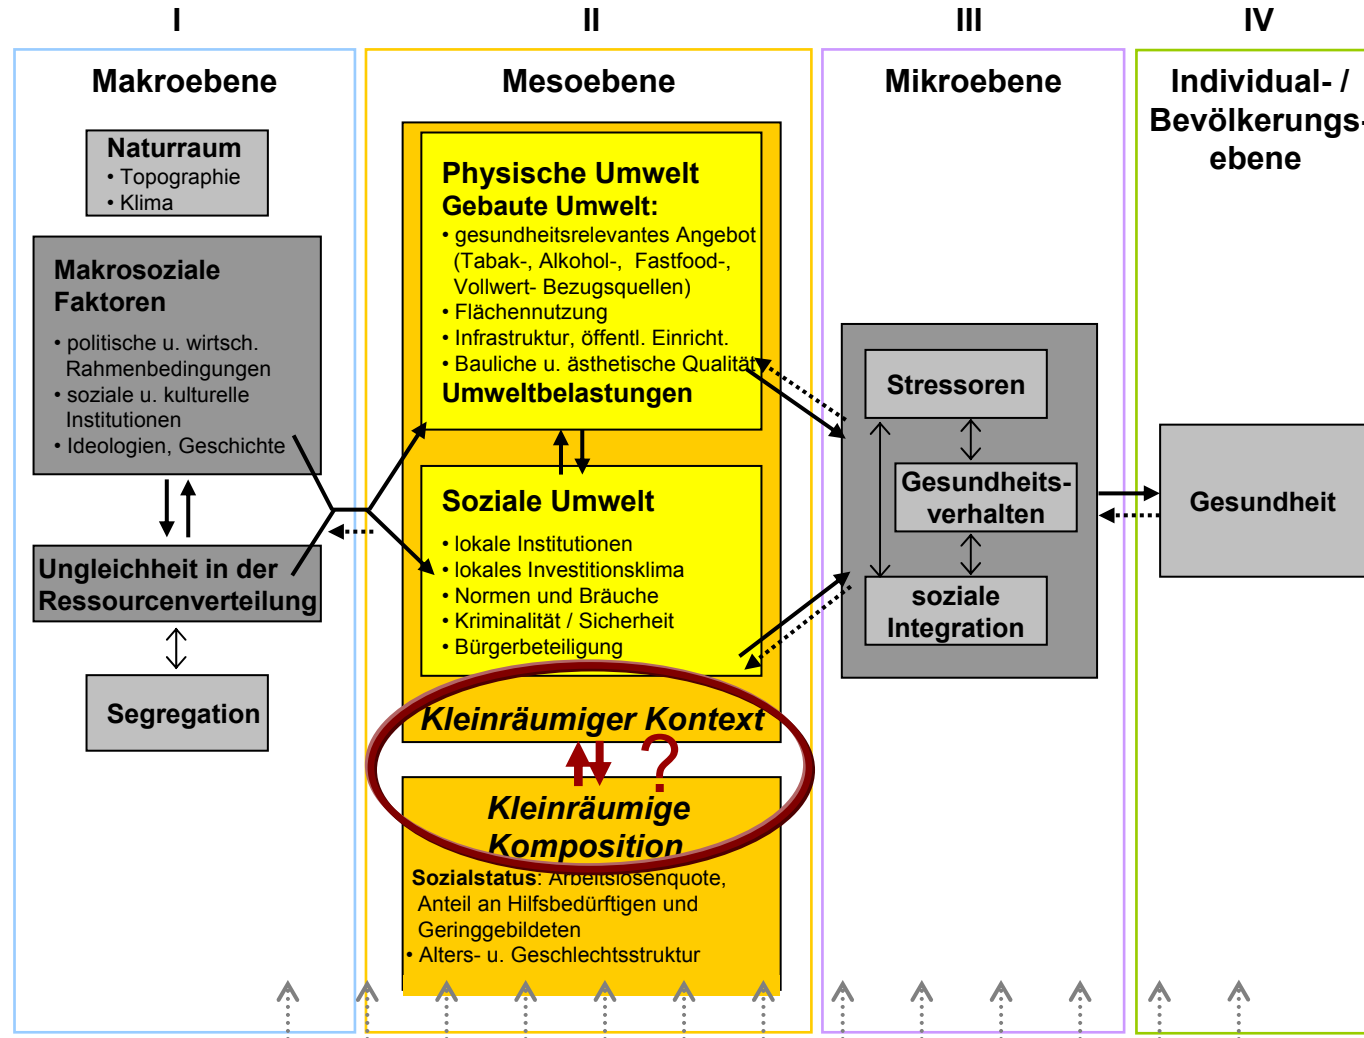 I
II
III
IV
Makroebene
Naturraum
• Topographie
• Klima
Makrosoziale
Faktoren
• politische u. wirtsch.
Rahmenbedingungen
• soziale u. kulturelle
Institutionen
• Ideologien, Geschichte
Ungleichheit in der
Ressourcenverteilung
Segregation
Mesoebene
Physische Umwelt
Gebaute Umwelt:
• gesundheitsrelevantes Angebot
(Tabak-, Alkohol-, Fastfood-,
Vollwert- Bezugsquellen)
• Flächennutzung
• Infrastruktur, öffentl. Einricht.
• Bauliche u. ästhetische Qualität
Umweltbelastungen
Soziale Umwelt
• lokale Institutionen
• lokales Investitionsklima
• Normen und Bräuche
• Kriminalität / Sicherheit
• Bürgerbeteiligung
Kleinräumiger Kontext
?
Kleinräumige
Komposition
Sozialstatus: Arbeitslosenquote,
Anteil an Hilfsbedürftigen und
Geringgebildeten
• Alters- u. Geschlechtsstruktur
Mikroebene
Stressoren
Gesundheits-
verhalten
soziale
Integration
Individual- /
Bevölkerungs-
ebene
Gesundheit